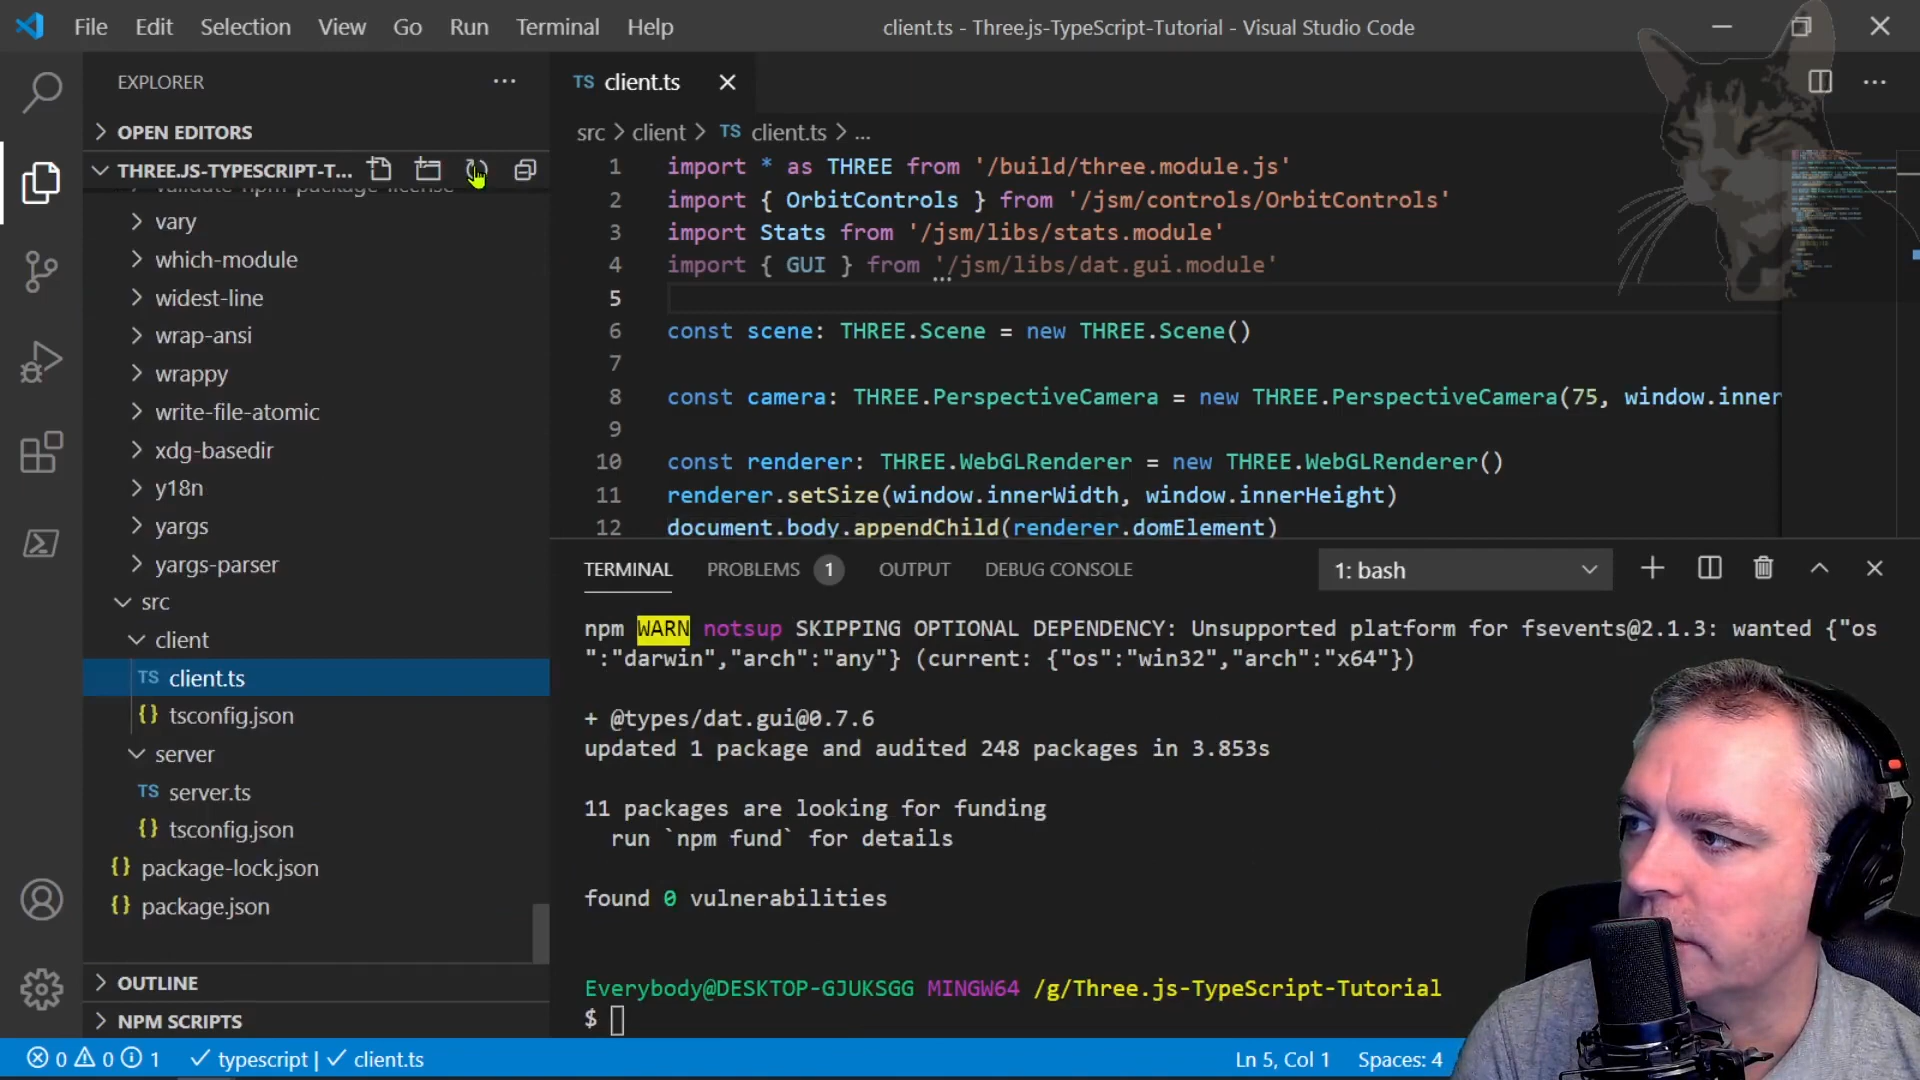 File Edit Selection View Go Run Terminal Help
client.ts - Three.js-TypeScript-Tutorial - Visual Studio Code
EXPLORER
OPEN EDITORS
THREE.JS-TYPESCRIPT-T...
validate-npm-package-license
vary
which-module
widest-line
wrap-ansi
wrappy
write-file-atomic
xdg-basedir
y18n
yargs
yargs-parser
src
client
TS client.ts
{} tsconfig.json
server
TS server.ts
{} tsconfig.json
{} package-lock.json
{} package.json
OUTLINE
NPM SCRIPTS
TS client.ts
src > client > TS client.ts > ...
1 import * as THREE from '/build/three.module.js'
2 import { OrbitControls } from '/jsm/controls/OrbitControls'
3 import Stats from '/jsm/libs/stats.module'
4 import { GUI } from '/jsm/libs/dat.gui.module'
5
6 const scene: THREE.Scene = new THREE.Scene()
7
8 const camera: THREE.PerspectiveCamera = new THREE.PerspectiveCamera(75, window.inner
9
10 const renderer: THREE.WebGLRenderer = new THREE.WebGLRenderer()
11 renderer.setSize(window.innerWidth, window.innerHeight)
12 document.body.appendChild(renderer.domElement)
TERMINAL PROBLEMS 1 OUTPUT DEBUG CONSOLE 1: bash
npm WARN notsup SKIPPING OPTIONAL DEPENDENCY: Unsupported platform for fsevents@2.1.3: wanted {"os
":"darwin","arch":"any"} (current: {"os":"win32","arch":"x64"})
+ @types/dat.gui@0.7.6
updated 1 package and audited 248 packages in 3.853s
11 packages are looking for funding
run `npm fund` for details
found 0 vulnerabilities
Everybody@DESKTOP-GJUKSGG MINGW64 /g/Three.js-TypeScript-Tutorial
$
0 0 1 typescript | client.ts
Ln 5, Col 1 Spaces: 4